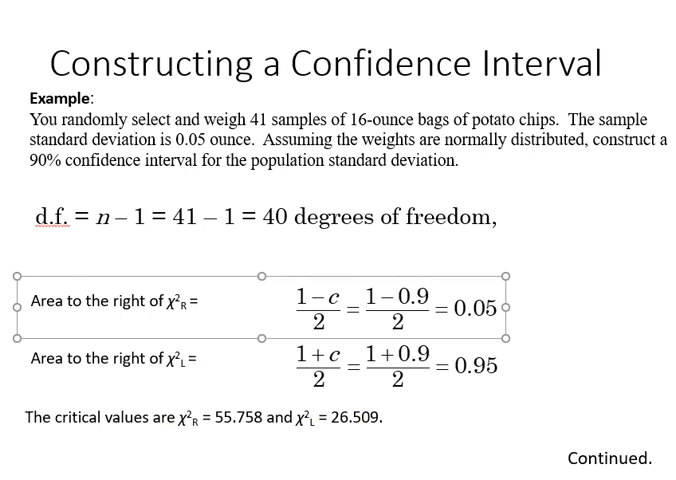 Constructing a Confidence Interval
Example:
You randomly select and weigh 41 samples of 16-ounce bags of potato chips.  The sample
standard deviation is 0.05 ounce.  Assuming the weights are normally distributed, construct a
90% confidence interval for the population standard deviation.
d.f. = n – 1 = 41 – 1 = 40 degrees of freedom,
Area to the right of χ²R = (1 − c)/2 = (1 − 0.9)/2 = 0.05
Area to the right of χ²L = (1 + c)/2 = (1 + 0.9)/2 = 0.95
The critical values are χ²R = 55.758 and χ²L = 26.509.
Continued.